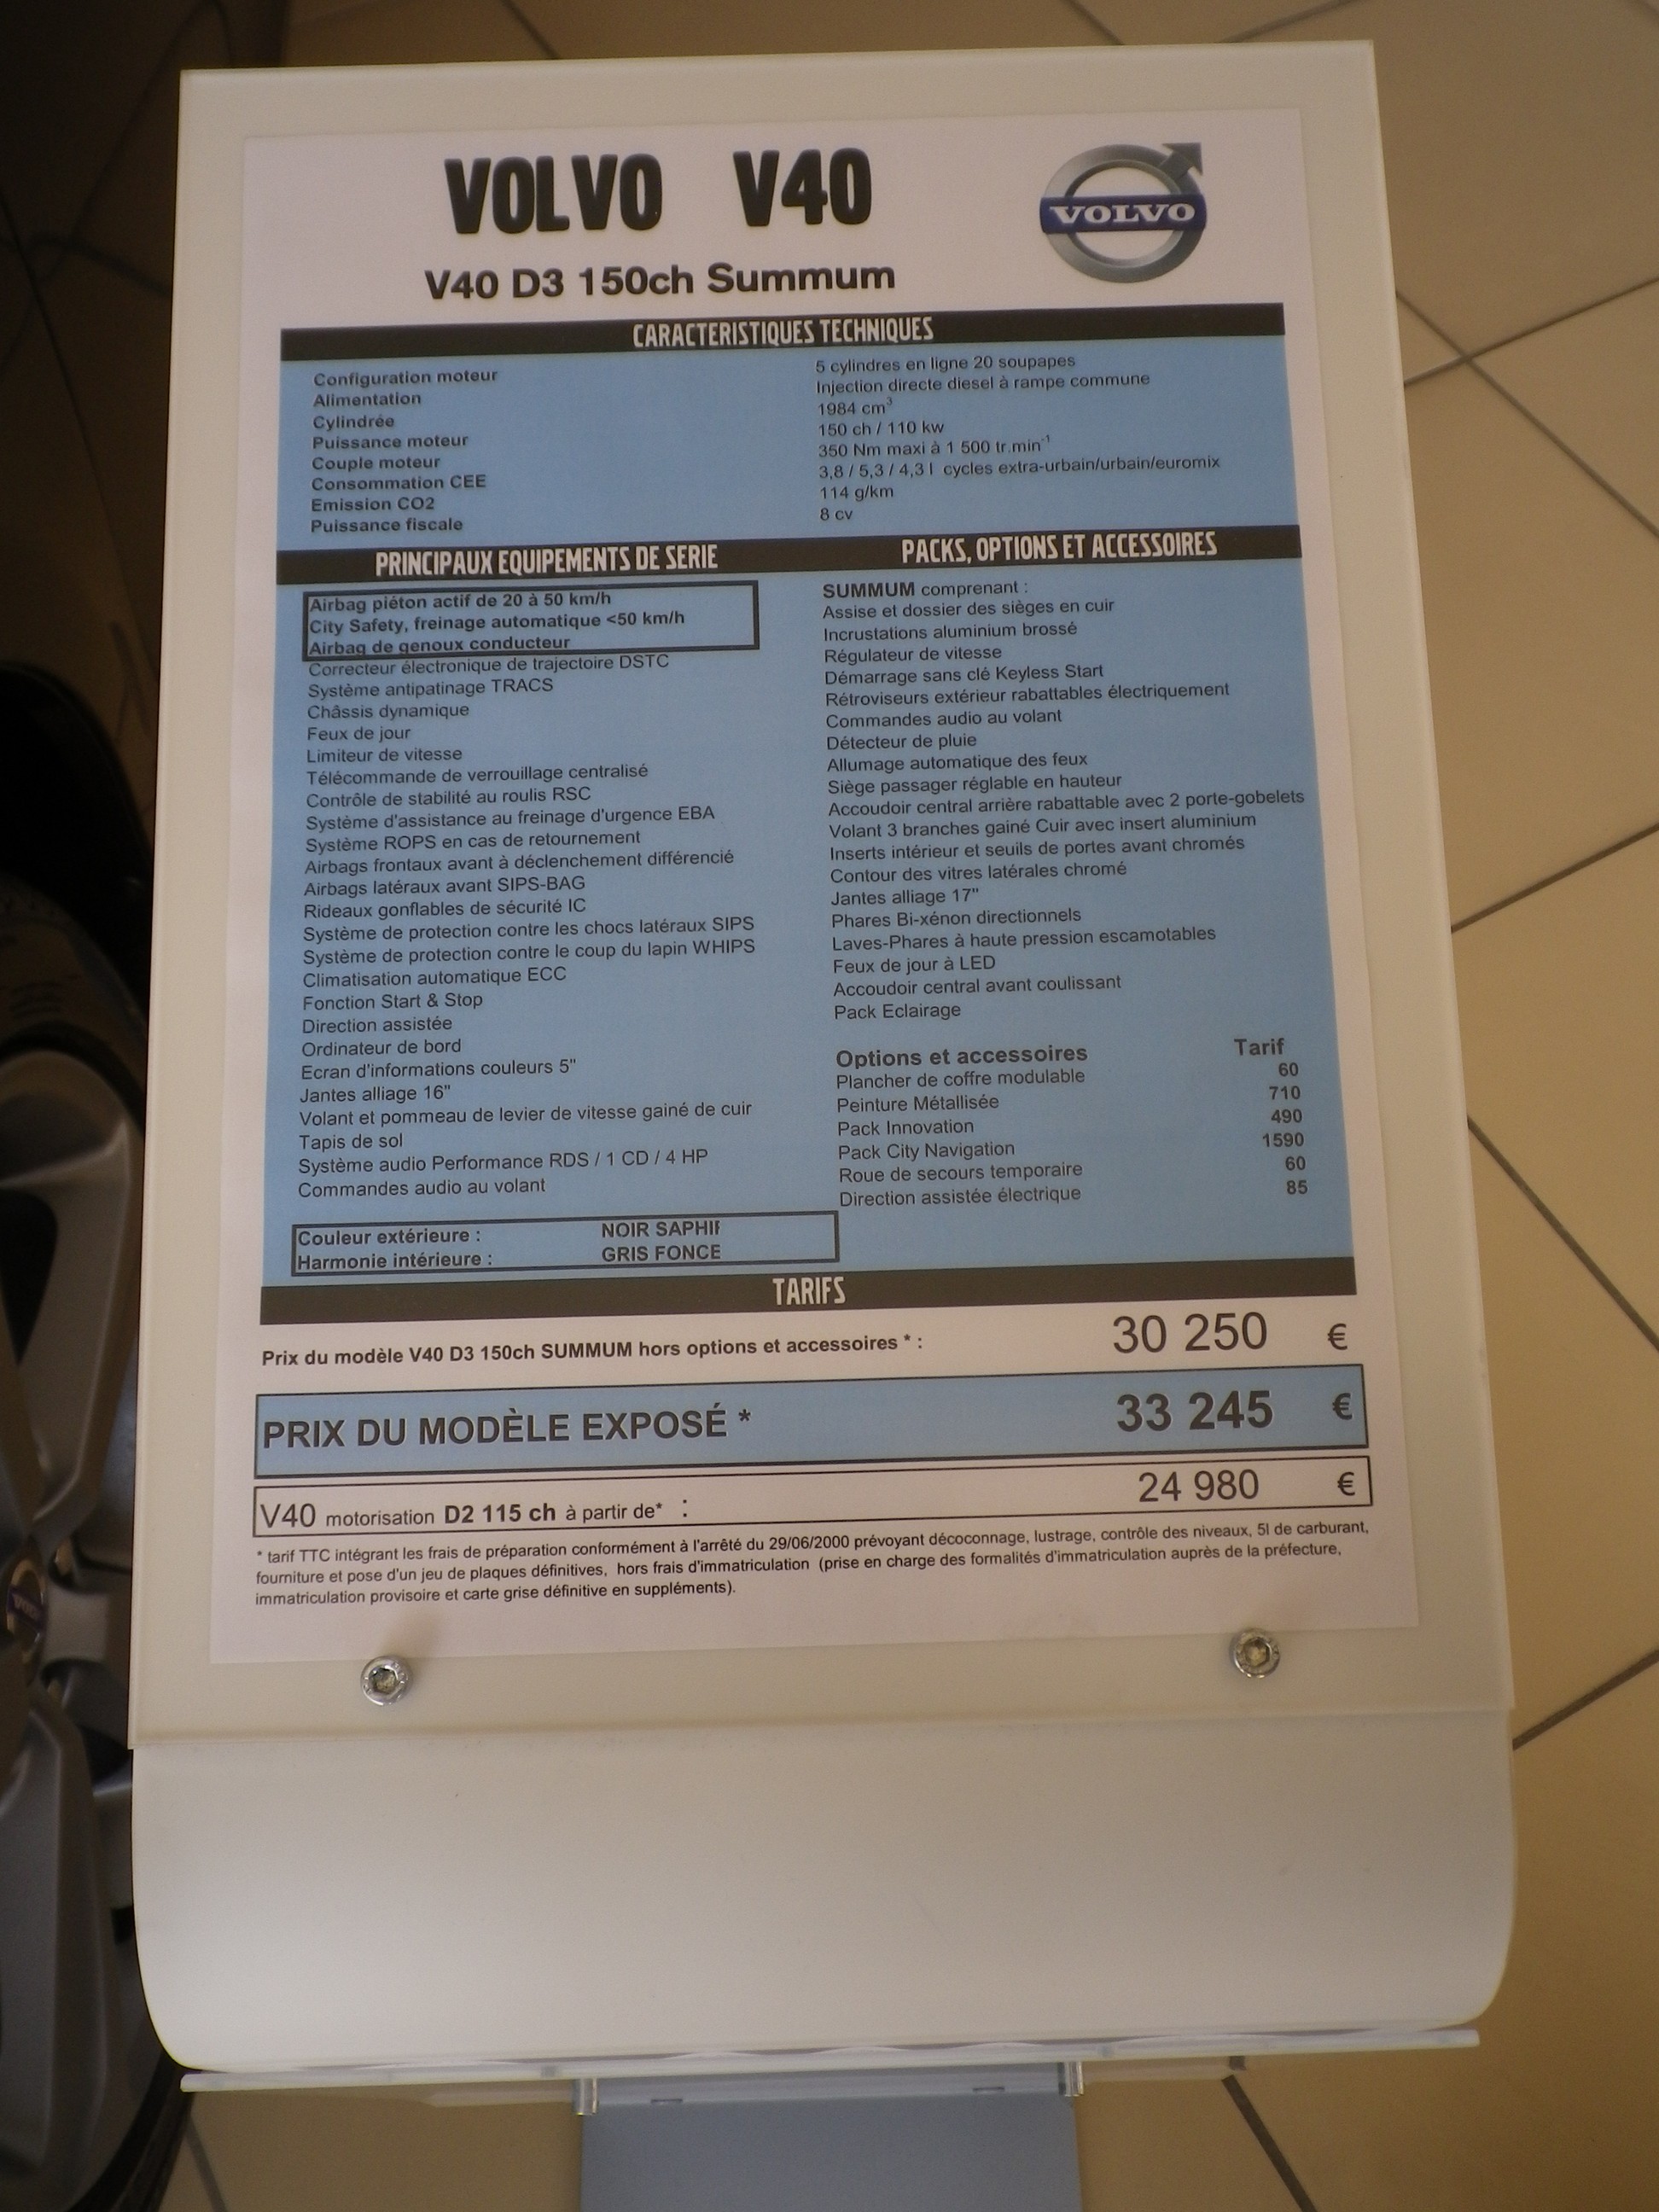 VOLVO V40
VOLVO
V40 D3 150ch Summum
CARACTERISTIQUES TECHNIQUES
Configuration moteur 5 cylindres en ligne 20 soupapes
Alimentation Injection directe diesel à rampe commune
Cylindrée 1984 cm³
Puissance moteur 150 ch / 110 kw
Couple moteur 350 Nm maxi à 1 500 tr.min⁻¹
Consommation CEE 3,8 / 5,3 / 4,3 l cycles extra-urbain/urbain/euromix
Emission CO2 114 g/km
Puissance fiscale 8 cv
PRINCIPAUX EQUIPEMENTS DE SERIE
Airbag piéton actif de 20 à 50 km/h
City Safety, freinage automatique <50 km/h
Airbag de genoux conducteur
Correcteur électronique de trajectoire DSTC
Système antipatinage TRACS
Châssis dynamique
Feux de jour
Limiteur de vitesse
Télécommande de verrouillage centralisé
Contrôle de stabilité au roulis RSC
Système d'assistance au freinage d'urgence EBA
Système ROPS en cas de retournement
Airbags frontaux avant à déclenchement différencié
Airbags latéraux avant SIPS-BAG
Rideaux gonflables de sécurité IC
Système de protection contre les chocs latéraux SIPS
Système de protection contre le coup du lapin WHIPS
Climatisation automatique ECC
Fonction Start & Stop
Direction assistée
Ordinateur de bord
Ecran d'informations couleurs 5"
Jantes alliage 16"
Volant et pommeau de levier de vitesse gainé de cuir
Tapis de sol
Système audio Performance RDS / 1 CD / 4 HP
Commandes audio au volant
Couleur extérieure : NOIR SAPHIF
Harmonie intérieure : GRIS FONCE
PACKS, OPTIONS ET ACCESSOIRES
SUMMUM comprenant :
Assise et dossier des sièges en cuir
Incrustations aluminium brossé
Régulateur de vitesse
Démarrage sans clé Keyless Start
Rétroviseurs extérieur rabattables électriquement
Commandes audio au volant
Détecteur de pluie
Allumage automatique des feux
Siège passager réglable en hauteur
Accoudoir central arrière rabattable avec 2 porte-gobelets
Volant 3 branches gainé Cuir avec insert aluminium
Inserts intérieur et seuils de portes avant chromés
Contour des vitres latérales chromé
Jantes alliage 17"
Phares Bi-xénon directionnels
Laves-Phares à haute pression escamotables
Feux de jour à LED
Accoudoir central avant coulissant
Pack Eclairage
Options et accessoires Tarif
Plancher de coffre modulable 60
Peinture Métallisée 710
Pack Innovation 490
Pack City Navigation 1590
Roue de secours temporaire 60
Direction assistée électrique 85
TARIFS
Prix du modèle V40 D3 150ch SUMMUM hors options et accessoires * : 30 250 €
PRIX DU MODÈLE EXPOSÉ * 33 245 €
V40 motorisation D2 115 ch à partir de* : 24 980 €
* tarif TTC intégrant les frais de préparation conformément à l'arrêté du 29/06/2000 prévoyant décoconnage, lustrage, contrôle des niveaux, 5l de carburant,
fourniture et pose d'un jeu de plaques définitives, hors frais d'immatriculation (prise en charge des formalités d'immatriculation auprès de la préfecture,
immatriculation provisoire et carte grise définitive en suppléments).